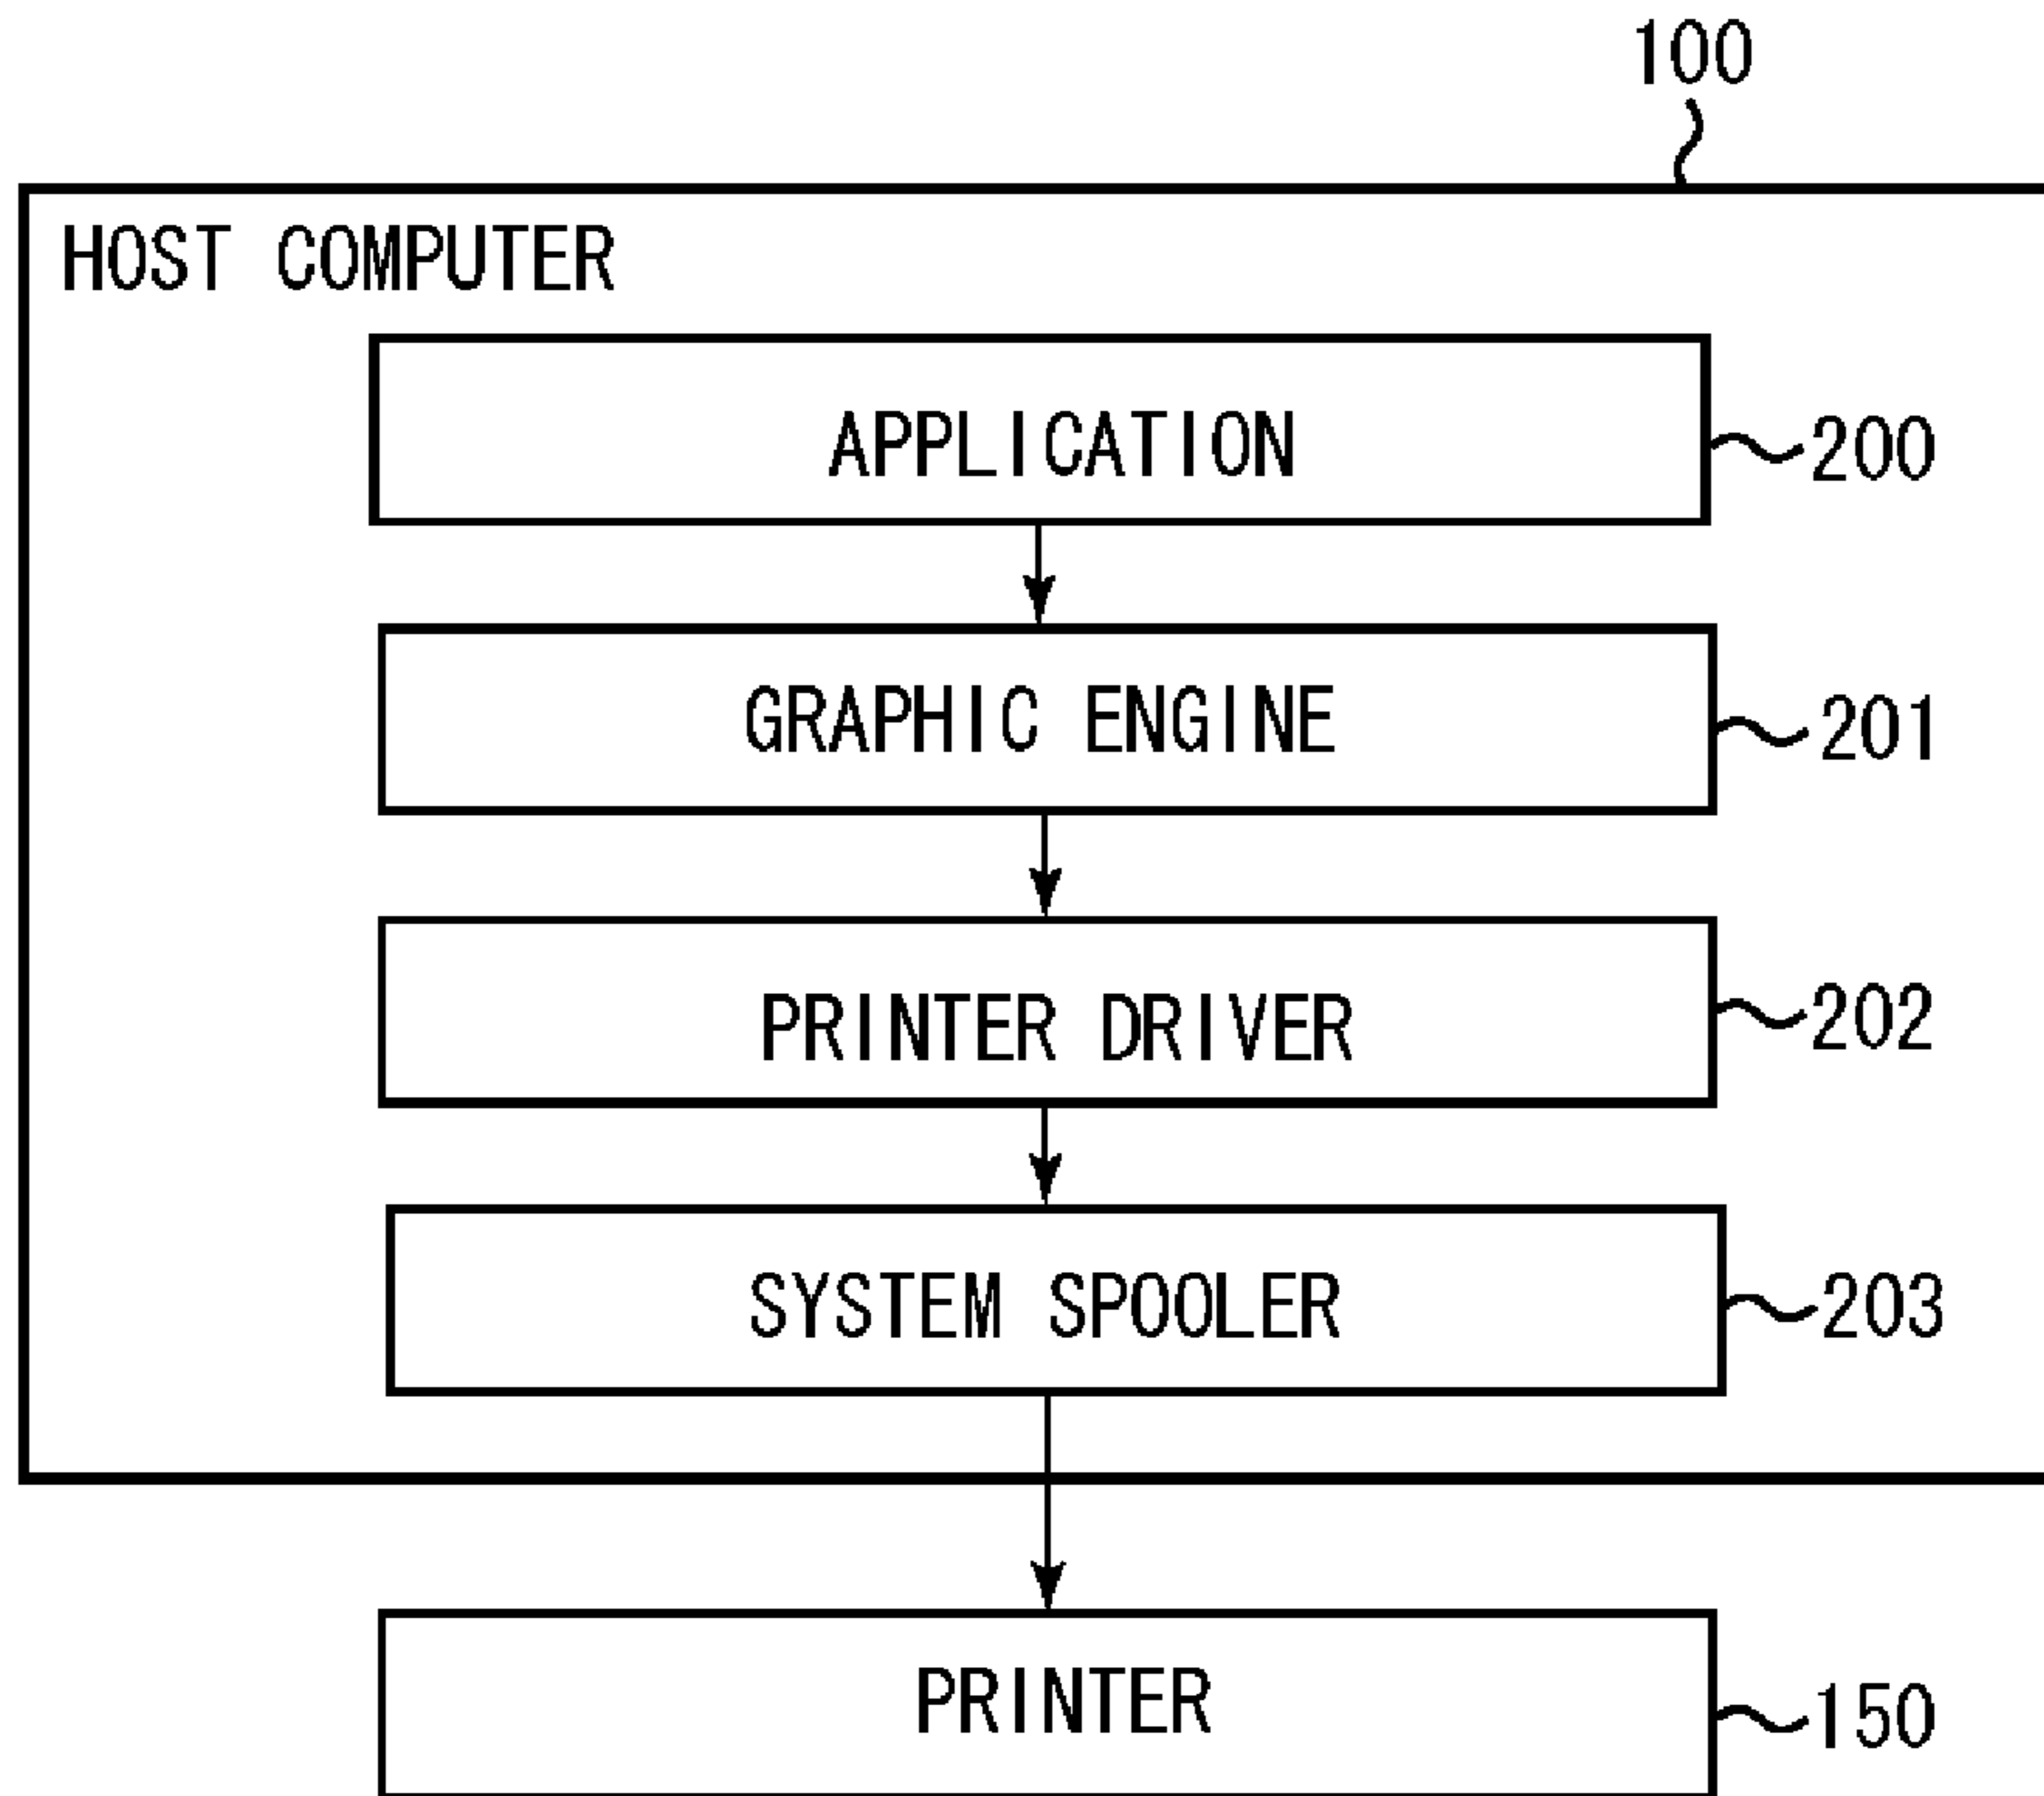 100
HOST COMPUTER
APPLICATION
200
GRAPHIC ENGINE
201
PRINTER DRIVER
202
SYSTEM SPOOLER
203
PRINTER
150